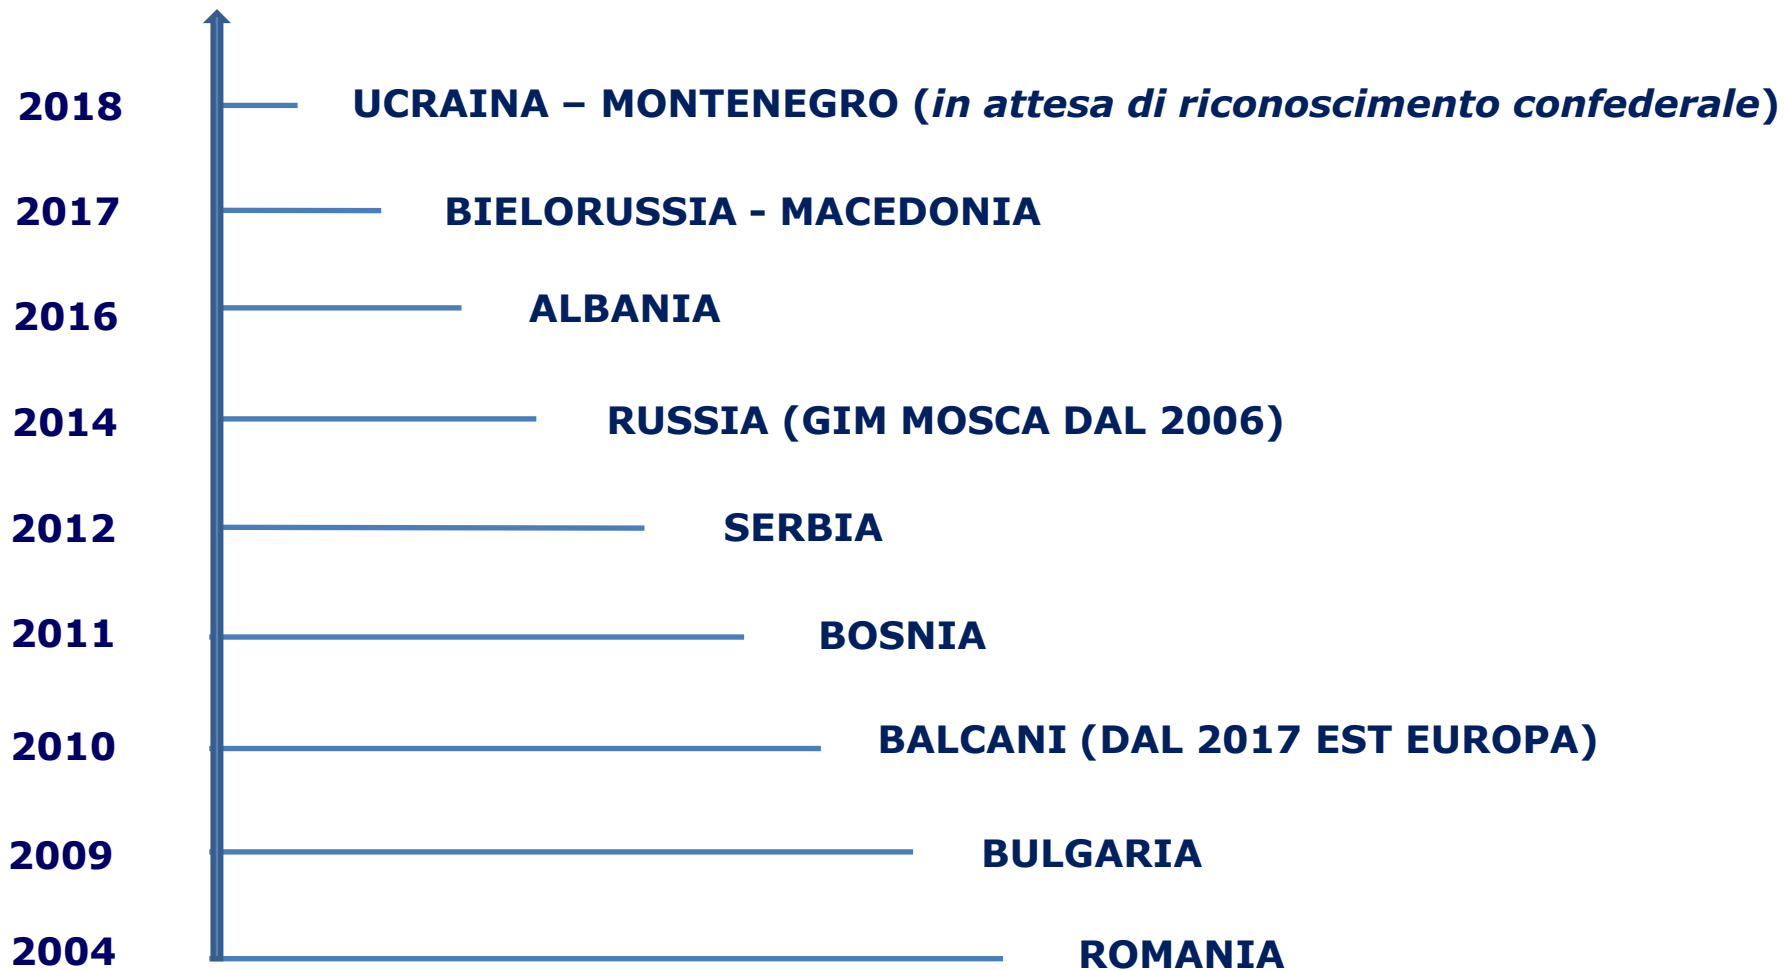 2018 UCRAINA – MONTENEGRO (in attesa di riconoscimento confederale)
2017 BIELORUSSIA - MACEDONIA
2016 ALBANIA
2014 RUSSIA (GIM MOSCA DAL 2006)
2012 SERBIA
2011 BOSNIA
2010 BALCANI (DAL 2017 EST EUROPA)
2009 BULGARIA
2004 ROMANIA